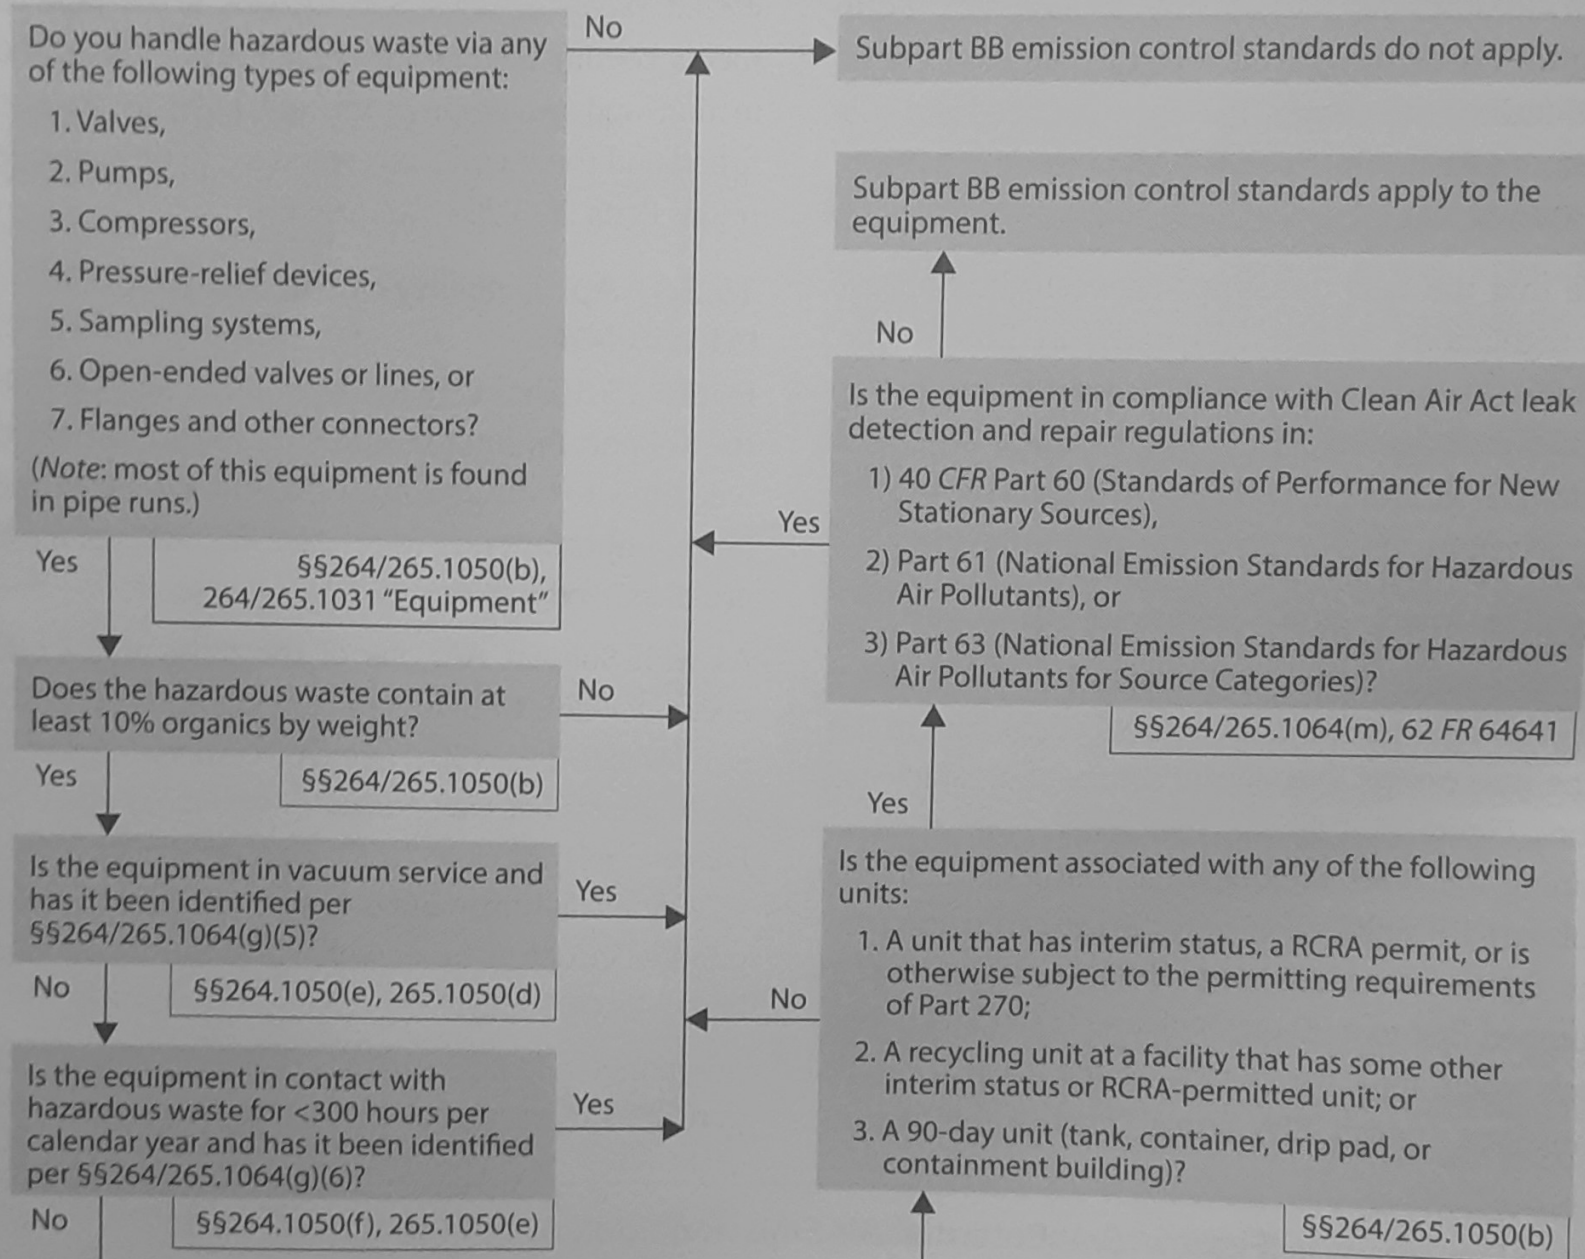 Do you handle hazardous waste via any
of the following types of equipment:
1. Valves,
2. Pumps,
3. Compressors,
4. Pressure-relief devices,
5. Sampling systems,
6. Open-ended valves or lines, or
7. Flanges and other connectors?
(Note: most of this equipment is found
in pipe runs.)
No
Yes
§§264/265.1050(b),
264/265.1031 “Equipment”
Does the hazardous waste contain at
least 10% organics by weight?
No
Yes
§§264/265.1050(b)
Is the equipment in vacuum service and
has it been identified per
§§264/265.1064(g)(5)?
Yes
No
§§264.1050(e), 265.1050(d)
Is the equipment in contact with
hazardous waste for <300 hours per
calendar year and has it been identified
per §§264/265.1064(g)(6)?
Yes
No
§§264.1050(f), 265.1050(e)
Subpart BB emission control standards do not apply.
Subpart BB emission control standards apply to the
equipment.
No
Is the equipment in compliance with Clean Air Act leak
detection and repair regulations in:
1) 40 CFR Part 60 (Standards of Performance for New
Stationary Sources),
2) Part 61 (National Emission Standards for Hazardous
Air Pollutants), or
3) Part 63 (National Emission Standards for Hazardous
Air Pollutants for Source Categories)?
Yes
§§264/265.1064(m), 62 FR 64641
Yes
Is the equipment associated with any of the following
units:
1. A unit that has interim status, a RCRA permit, or is
otherwise subject to the permitting requirements
of Part 270;
2. A recycling unit at a facility that has some other
interim status or RCRA-permitted unit; or
3. A 90-day unit (tank, container, drip pad, or
containment building)?
No
§§264/265.1050(b)